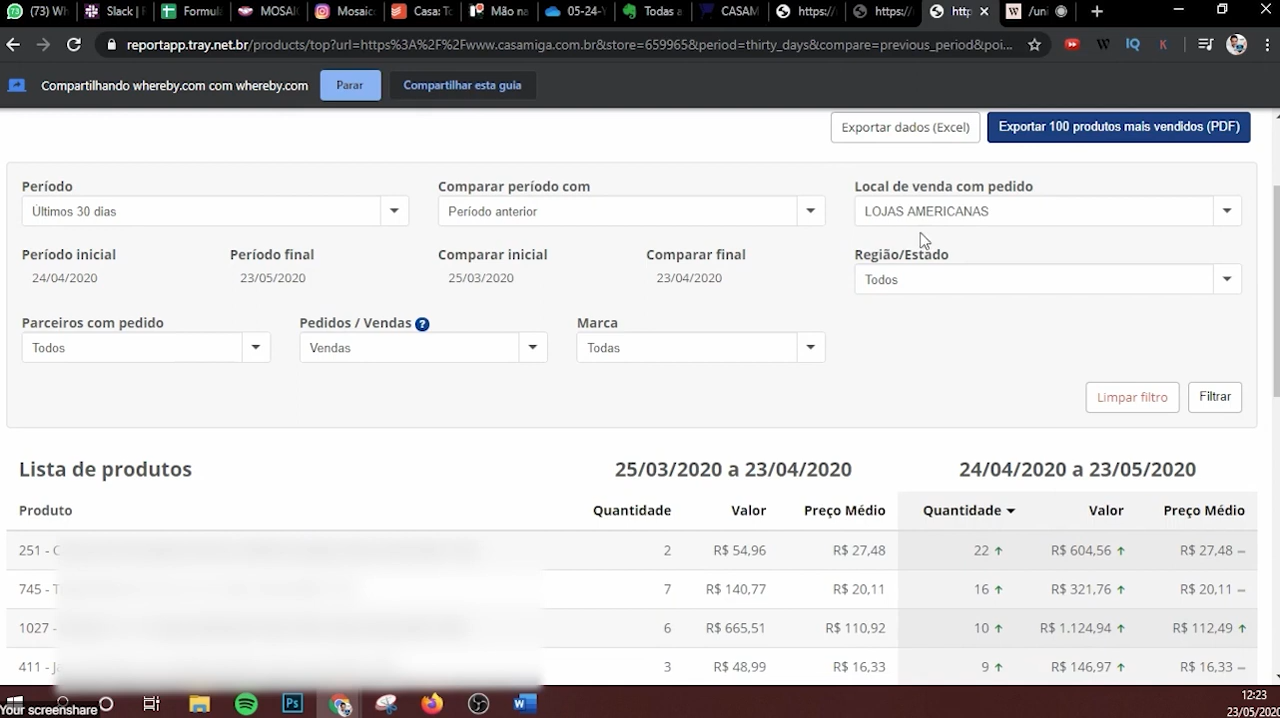 (73) Wh
Slack |
Formula
MOSAI
Mosaic
Casa: To
Mão na
05-24-
Todas a
CASAM
https:/
https:/
http
/uni
reportapp.tray.net.br/products/top?url=https%3A%2F%2Fwww.casamiga.com.br&store=659965&period=thirty_days&compare=previous_period&poi...
Compartilhando whereby.com com whereby.com Parar Compartilhar esta guia
Exportar dados (Excel) Exportar 100 produtos mais vendidos (PDF)
Período Comparar período com Local de venda com pedido
Últimos 30 dias Período anterior LOJAS AMERICANAS
Período inicial Período final Comparar inicial Comparar final Região/Estado
24/04/2020 23/05/2020 25/03/2020 23/04/2020 Todos
Parceiros com pedido Pedidos / Vendas ? Marca
Todos Vendas Todas
Limpar filtro Filtrar
Lista de produtos 25/03/2020 a 23/04/2020 24/04/2020 a 23/05/2020
Produto Quantidade Valor Preço Médio Quantidade Valor Preço Médio
251 - 2 R$ 54,96 R$ 27,48 22 ↑ R$ 604,56 ↑ R$ 27,48 –
745 - T 7 R$ 140,77 R$ 20,11 16 ↑ R$ 321,76 ↑ R$ 20,11 –
1027 - 6 R$ 665,51 R$ 110,92 10 ↑ R$ 1.124,94 ↑ R$ 112,49 ↑
411 - Ja 3 R$ 48,99 R$ 16,33 9 ↑ R$ 146,97 ↑ R$ 16,33 –
Your screenshare
12:23
23/05/2020